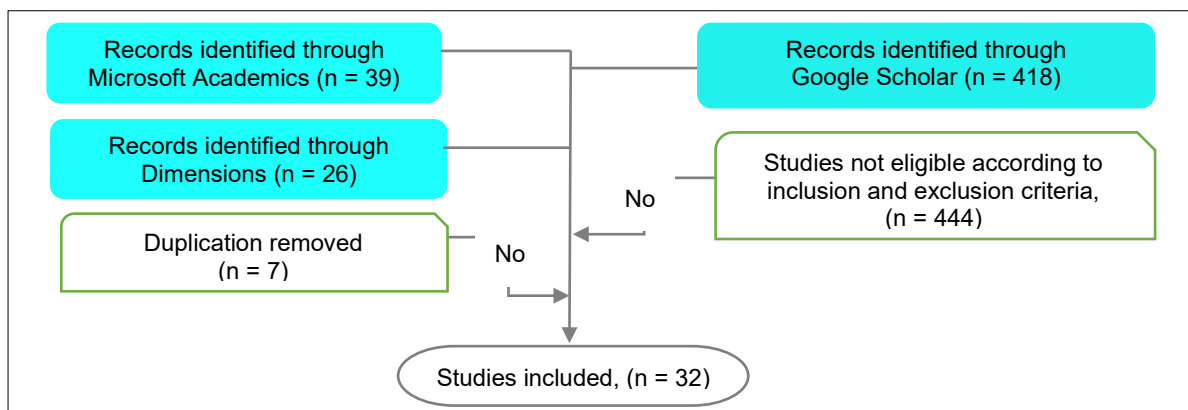 Records identified through
Microsoft Academics (n = 39)
Records identified through
Google Scholar (n = 418)
Records identified through
Dimensions (n = 26)
Studies not eligible according to
inclusion and exclusion criteria,
(n = 444)
No
Duplication removed
(n = 7)
No
Studies included, (n = 32)